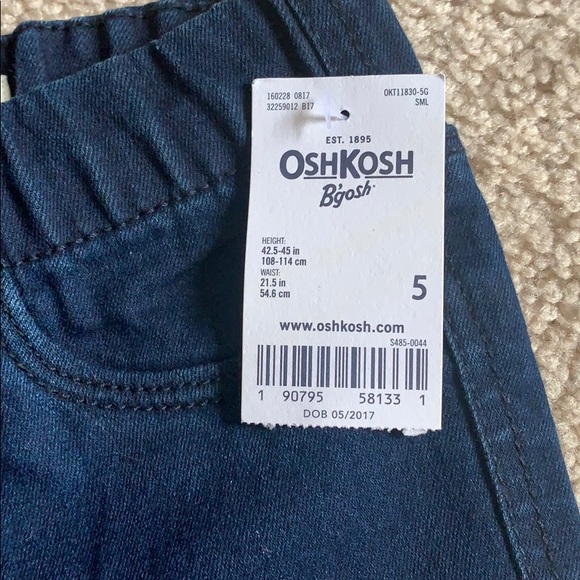 160228 0817 OKT11830-5G
32259012 B17 SML
EST. 1895
OSHKOSH
B'gosh
HEIGHT:
42.5-45 in
108-114 cm
WAIST:
21.5 in
54.6 cm
5
www.oshkosh.com
S485-0044
1 90795 58133 1
DOB 05/2017